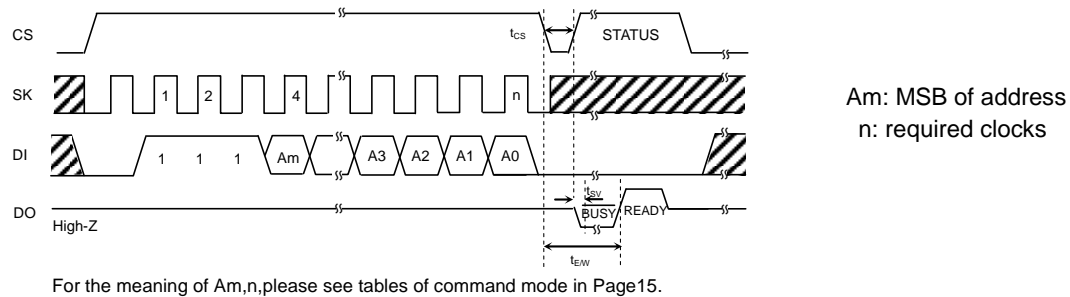 CS
tCS
STATUS
SK
1 2 4 n
DI
1 1 1 Am A3 A2 A1 A0
tSV
DO
BUSY READY
High-Z
tE/W
Am: MSB of address
n: required clocks
For the meaning of Am,n,please see tables of command mode in Page15.